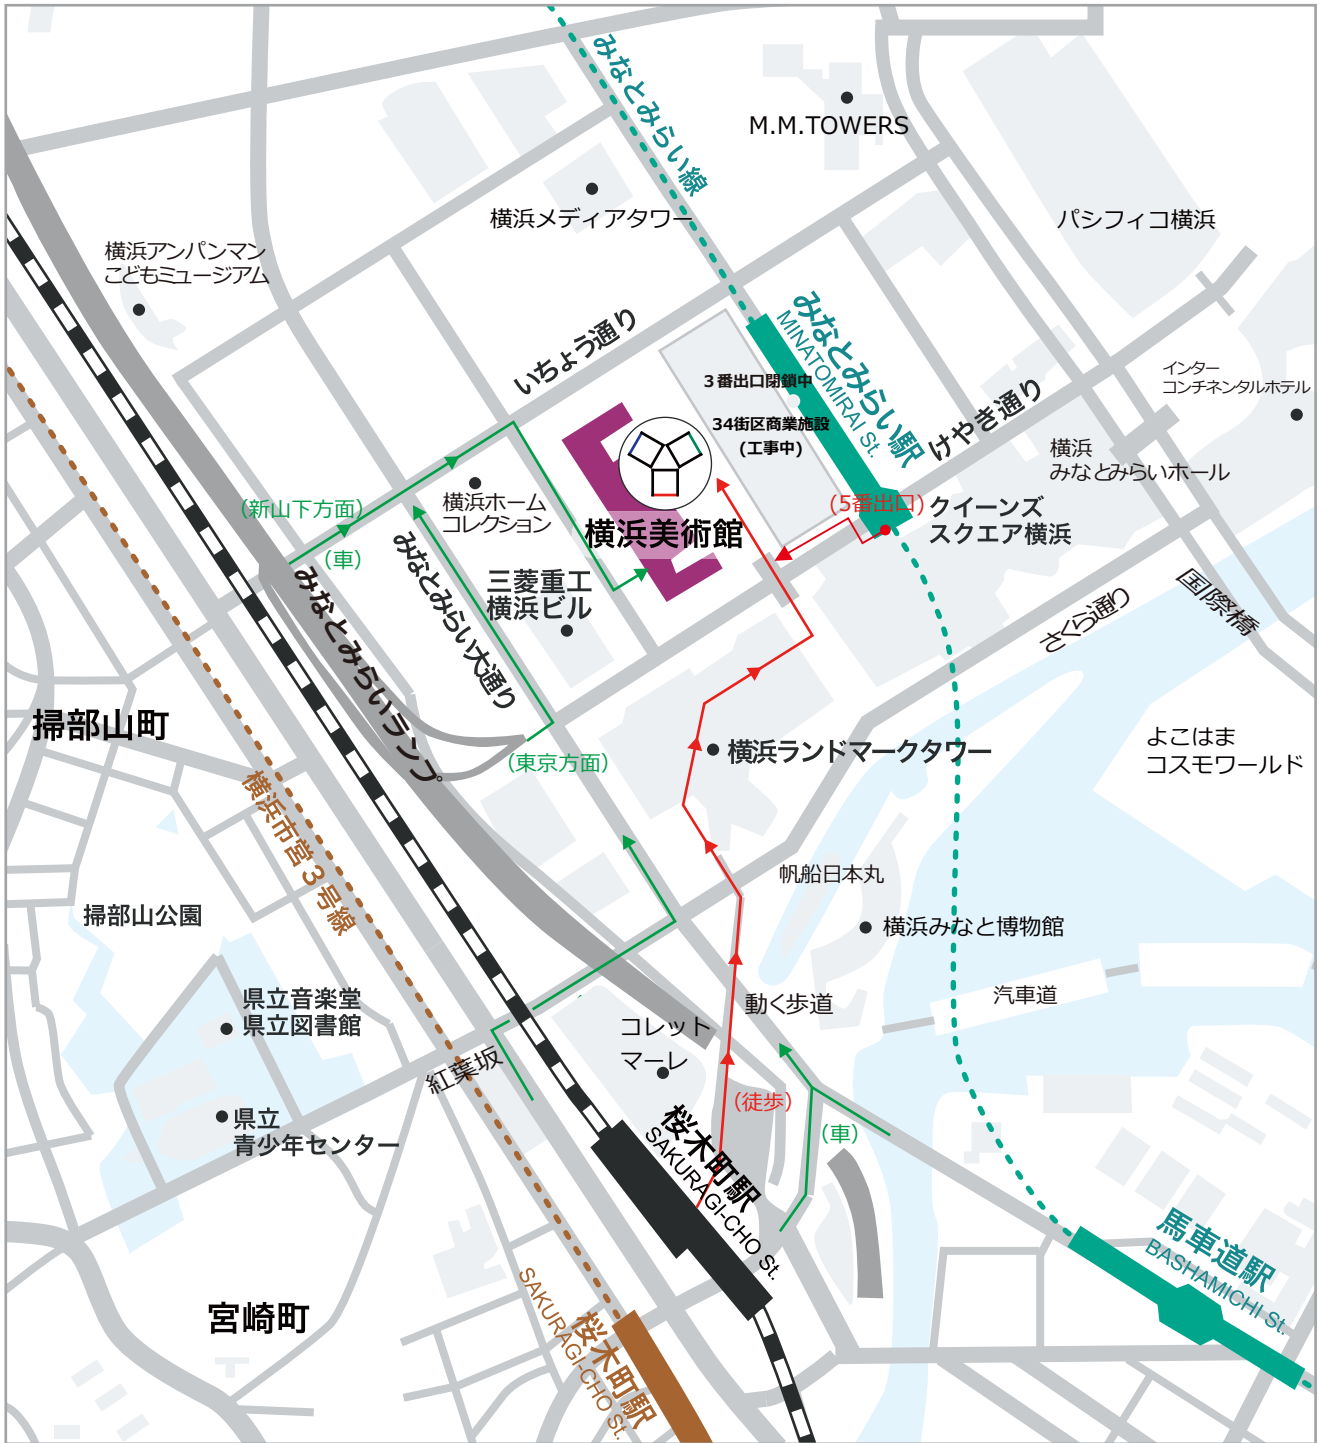 みなとみらい線
M.M.TOWERS
横浜メディアタワー
パシフィコ横浜
横浜アンパンマン
こどもミュージアム
いちょう通り
みなとみらい駅
MINATOMIRAI St.
3番出口閉鎖中
34街区商業施設
(工事中)
けやき通り
インター
コンチネンタルホテル
横浜
みなとみらいホール
(新山下方面)
(車)
横浜ホーム
コレクション
横浜美術館
(5番出口)
クイーンズ
スクエア横浜
みなとみらい大通り
三菱重工
横浜ビル
みなとみらいランプ
さくら通り
国際橋
掃部山町
(東京方面)
横浜ランドマークタワー
よこはま
コスモワールド
横浜市営3号線
帆船日本丸
掃部山公園
横浜みなと博物館
県立音楽堂
県立図書館
動く歩道
汽車道
コレット
マーレ
紅葉坂
(徒歩)
(車)
県立
青少年センター
桜木町駅
SAKURAGI-CHO St.
馬車道駅
BASHAMICHI St.
宮崎町
桜木町駅
SAKURAGI-CHO St.